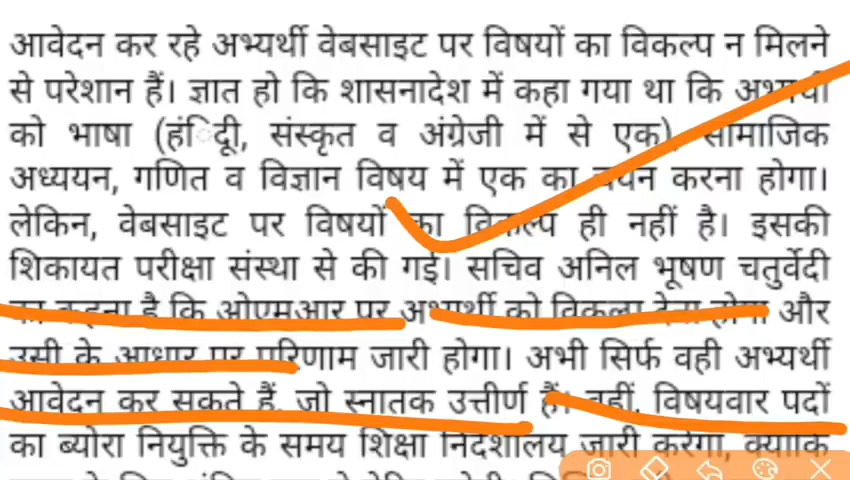 आवेदन कर रहे अभ्यर्थी वेबसाइट पर विषयों का विकल्प न मिलने
से परेशान हैं। ज्ञात हो कि शासनादेश में कहा गया था कि अभ्यर्थी
को भाषा (हंिदूी, संस्कृत व अंग्रेजी में से एक) सामाजिक
अध्ययन, गणित व विज्ञान विषय में एक का चयन करना होगा।
लेकिन, वेबसाइट पर विषयों का विकल्प ही नहीं है। इसकी
शिकायत परीक्षा संस्था से की गई। सचिव अनिल भूषण चतुर्वेदी
का कहना है कि ओएमआर पर अभ्यर्थी को विकल्प देना होगा और
उसी के आधार पर परिणाम जारी होगा। अभी सिर्फ वही अभ्यर्थी
आवेदन कर सकते हैं, जो स्नातक उत्तीर्ण हैं। वहीं, विषयवार पदों
का ब्योरा नियुक्ति के समय शिक्षा निदेशालय जारी करेगा, क्योंकि